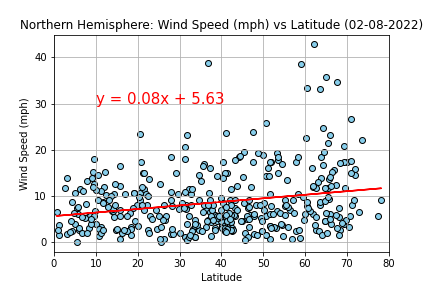 Northern Hemisphere: Wind Speed (mph) vs Latitude (02-08-2022)
40
30
20
10
0
Wind Speed (mph)
y = 0.08x + 5.63
0 10 20 30 40 50 60 70 80
Latitude